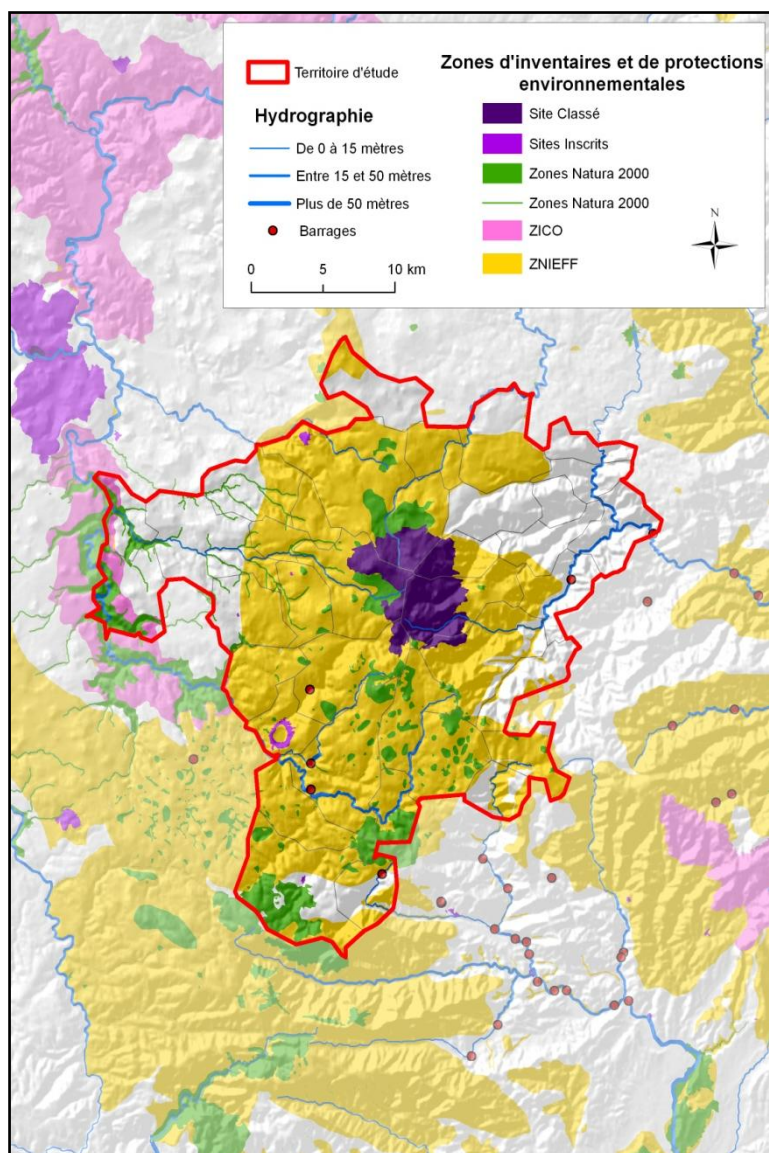 Territoire d'étude
Hydrographie
De 0 à 15 mètres
Entre 15 et 50 mètres
Plus de 50 mètres
Barrages
0 5 10 km
Zones d'inventaires et de protections
environnementales
Site Classé
Sites Inscrits
Zones Natura 2000
Zones Natura 2000
ZICO
ZNIEFF
N